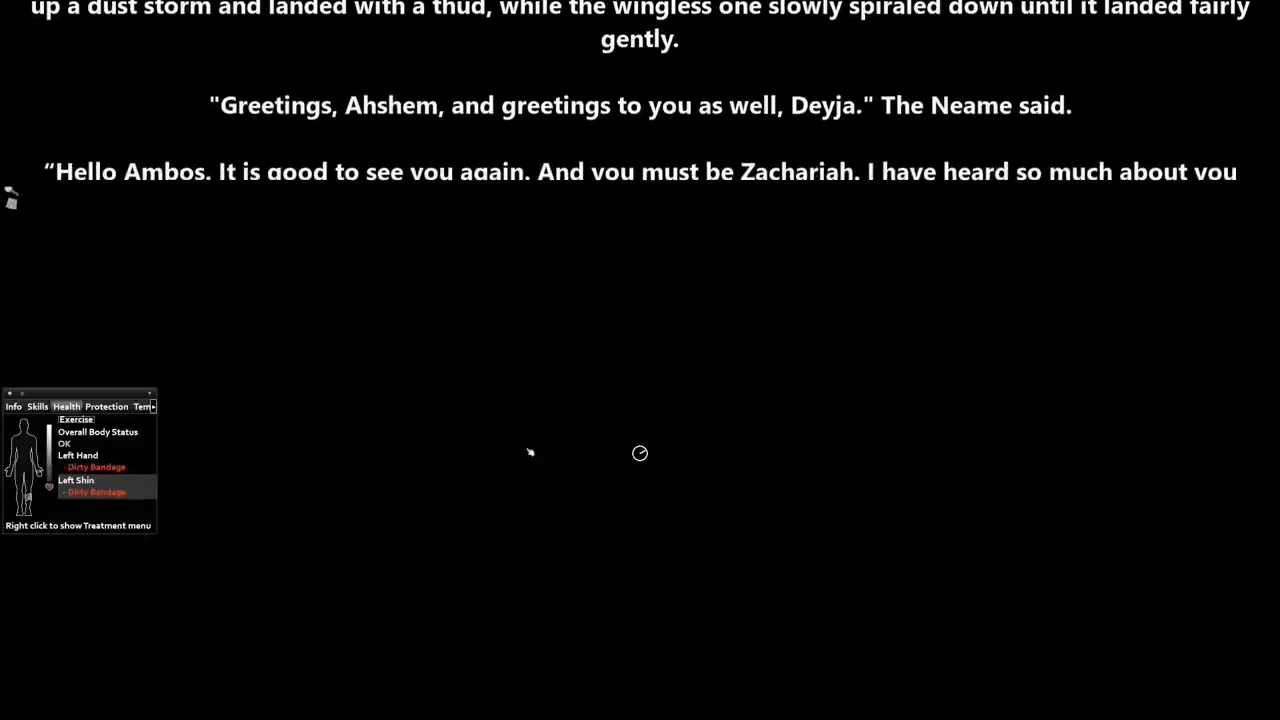 up a dust storm and landed with a thud, while the wingless one slowly spiraled down until it landed fairly
gently.
"Greetings, Ahshem, and greetings to you as well, Deyja." The Neame said.
“Hello Ambos. It is good to see you again. And you must be Zachariah. I have heard so much about you
Info Skills Health Protection Tem
Exercise
Overall Body Status
OK
Left Hand
- Dirty Bandage
Left Shin
- Dirty Bandage
Right click to show Treatment menu